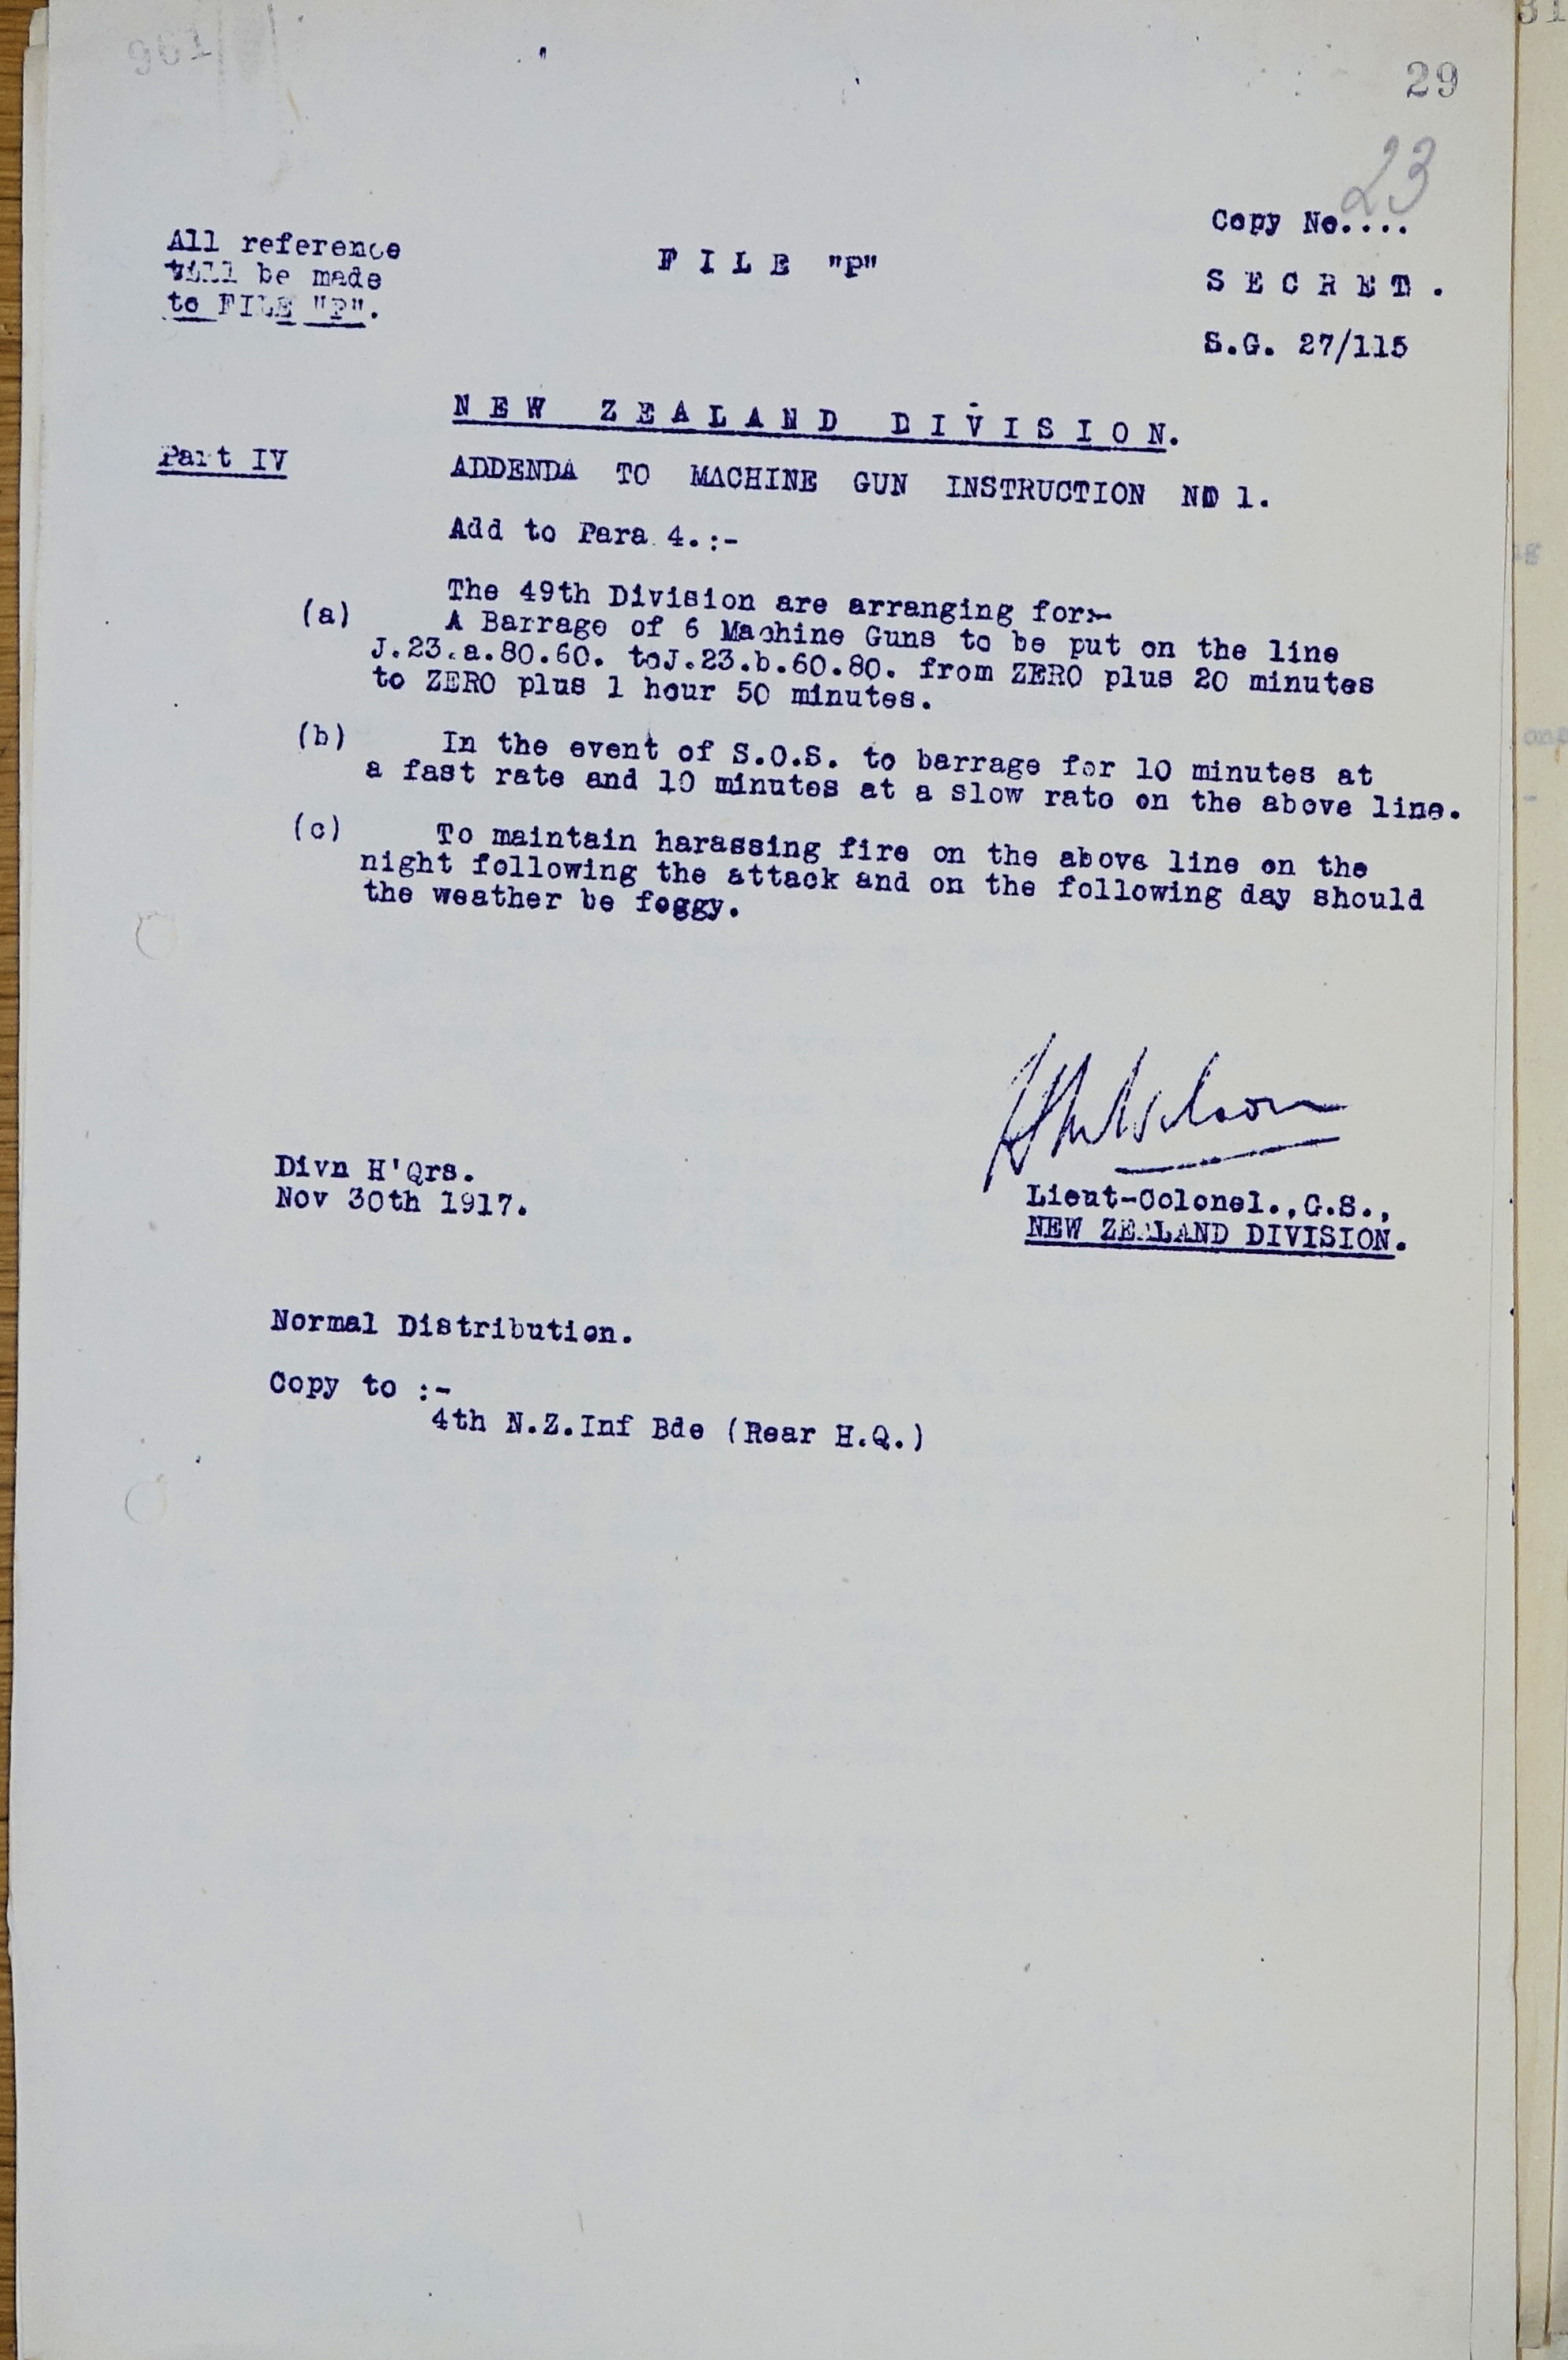 29
23
Copy No....
All reference
will be made
to FILE "P".
FILE "P"
SECRET.
S.G. 27/115
NEW ZEALAND DIVISION.
Part IV
ADDENDA TO MACHINE GUN INSTRUCTION NO 1.
Add to Para 4.:-
The 49th Division are arranging for:-
(a) A Barrage of 6 Machine Guns to be put on the line
J.23.a.80.60. toJ.23.b.60.80. from ZERO plus 20 minutes
to ZERO plus 1 hour 50 minutes.
(b) In the event of S.O.S. to barrage for 10 minutes at
a fast rate and 10 minutes at a slow rate on the above line.
(c) To maintain harassing fire on the above line on the
night following the attack and on the following day should
the weather be foggy.
Divn H'Qrs.
Nov 30th 1917.
Lieut-Colonel.,G.S.,
NEW ZEALAND DIVISION.
Normal Distribution.
Copy to :-
4th N.Z.Inf Bde (Rear H.Q.)